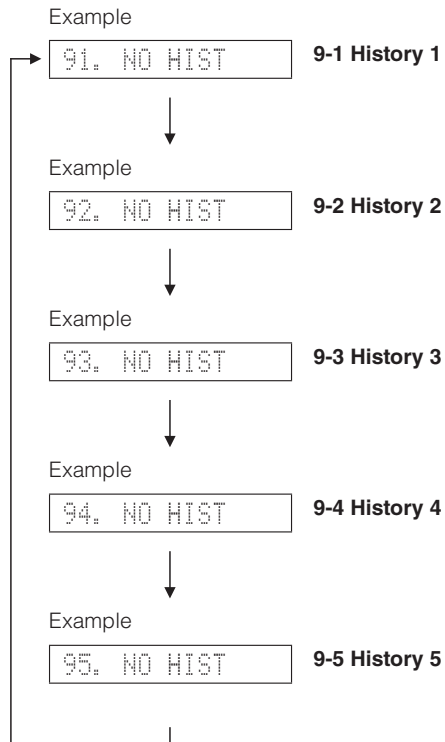 Example
91. NO HIST 9-1 History 1
Example
92. NO HIST 9-2 History 2
Example
93. NO HIST 9-3 History 3
Example
94. NO HIST 9-4 History 4
Example
95. NO HIST 9-5 History 5